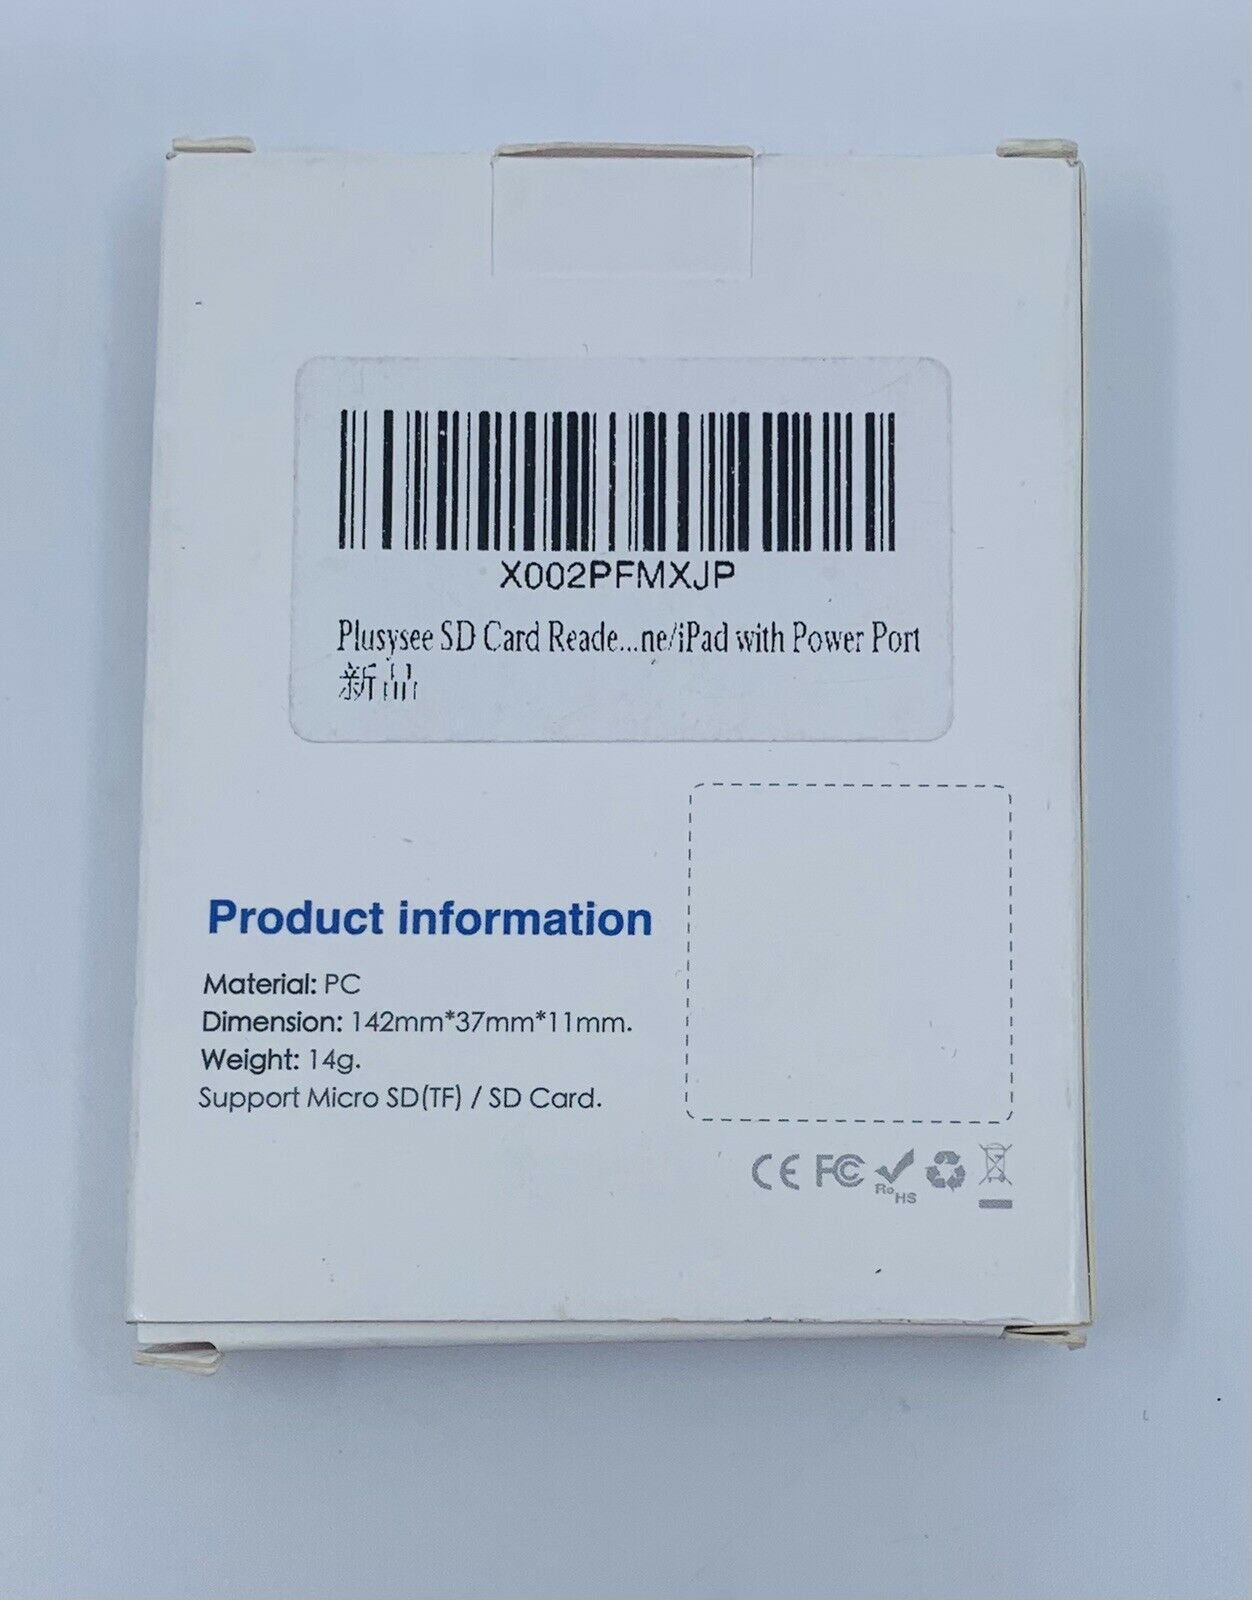 X002PFMXJP
Plusysee SD Card Reade...ne/iPad with Power Port
新品
Product information
Material: PC
Dimension: 142mm*37mm*11mm.
Weight: 14g.
Support Micro SD(TF) / SD Card.
CE FC RoHS